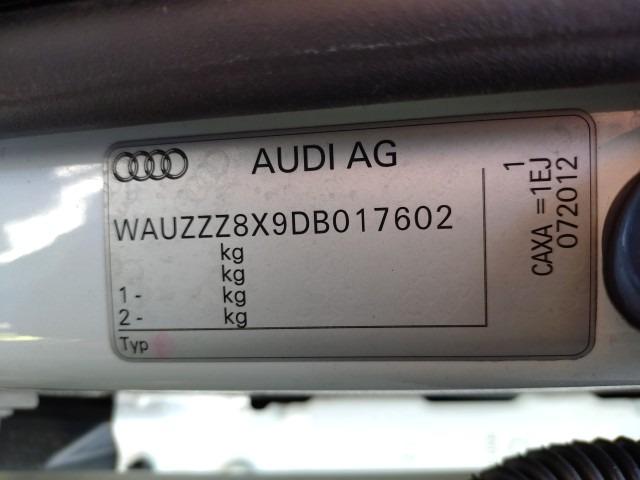 AUDI AG
WAUZZZ8X9DB017602
kg
kg
1 - kg
2 - kg
Typ
1
CAXA =1EJ
072012